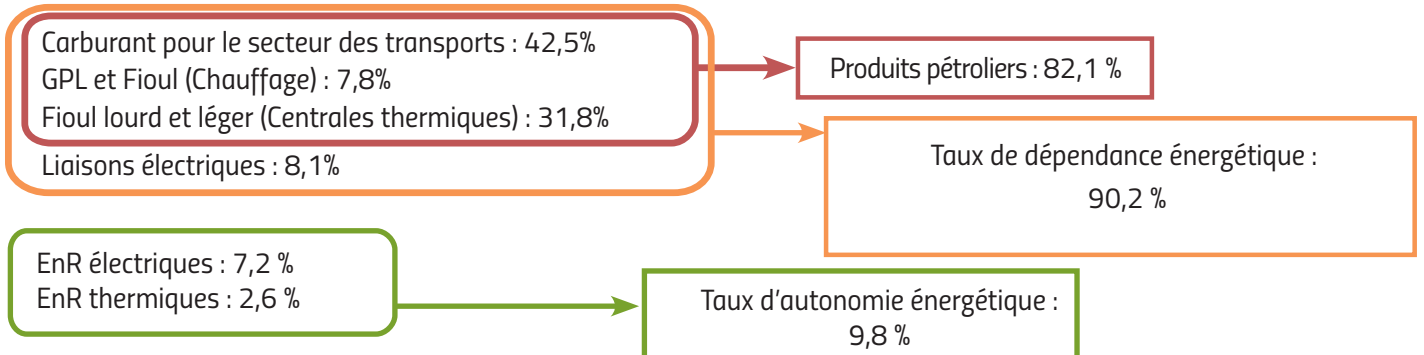 Carburant pour le secteur des transports : 42,5%
GPL et Fioul (Chauffage) : 7,8%
Fioul lourd et léger (Centrales thermiques) : 31,8%
Liaisons électriques : 8,1%
Produits pétroliers : 82,1 %
Taux de dépendance énergétique :
90,2 %
EnR électriques : 7,2 %
EnR thermiques : 2,6 %
Taux d'autonomie énergétique :
9,8 %